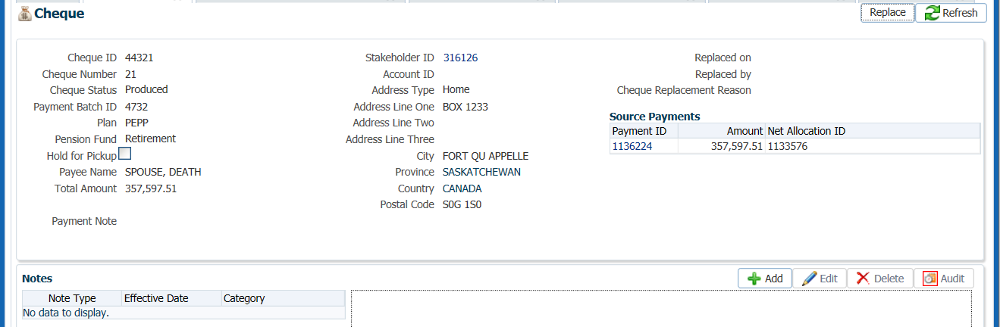 Cheque
Replace
Refresh
Cheque ID 44321
Cheque Number 21
Cheque Status Produced
Payment Batch ID 4732
Plan PEPP
Pension Fund Retirement
Hold for Pickup
Payee Name SPOUSE, DEATH
Total Amount 357,597.51
Payment Note
Stakeholder ID 316126
Account ID
Address Type Home
Address Line One BOX 1233
Address Line Two
Address Line Three
City FORT QU APPELLE
Province SASKATCHEWAN
Country CANADA
Postal Code S0G 1S0
Replaced on
Replaced by
Cheque Replacement Reason
Source Payments
Payment ID Amount Net Allocation ID
1136224 357,597.51 1133576
Notes
Add Edit Delete Audit
Note Type Effective Date Category
No data to display.